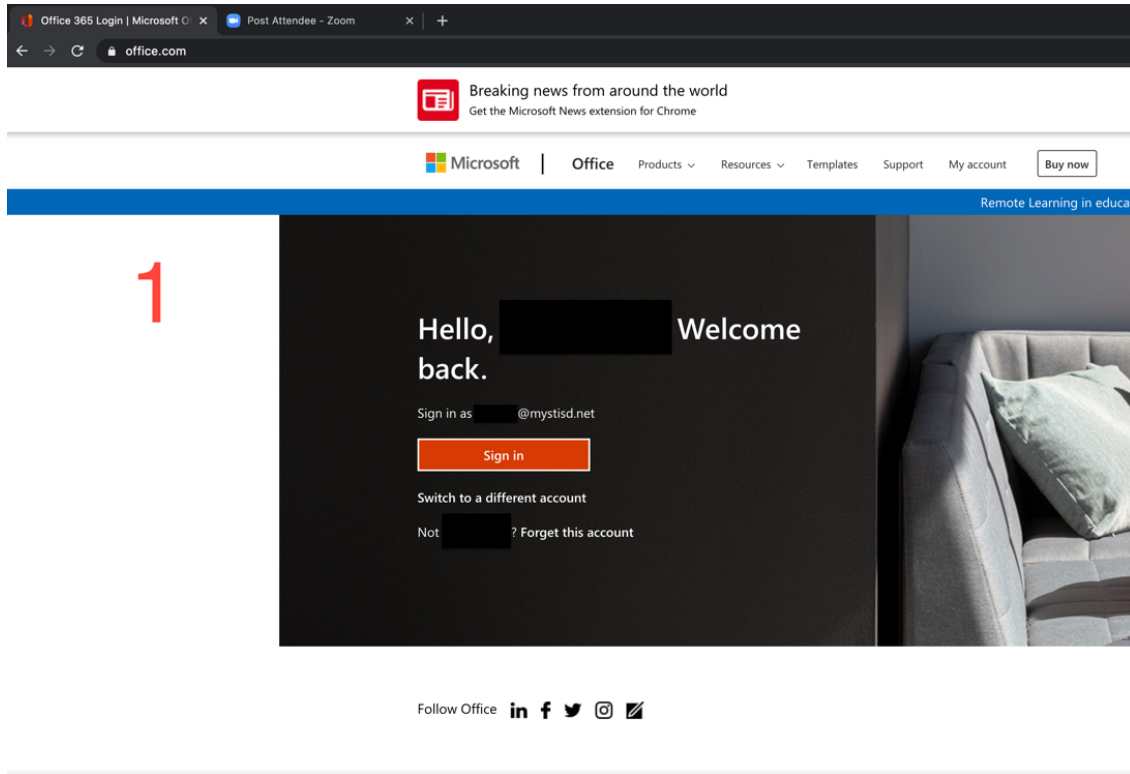 Office 365 Login | Microsoft O
Post Attendee - Zoom
office.com
Breaking news from around the world
Get the Microsoft News extension for Chrome
Microsoft Office Products Resources Templates Support My account Buy now
Remote Learning in educa
1
Hello, Welcome
back.
Sign in as @mystisd.net
Sign in
Switch to a different account
Not ? Forget this account
Follow Office